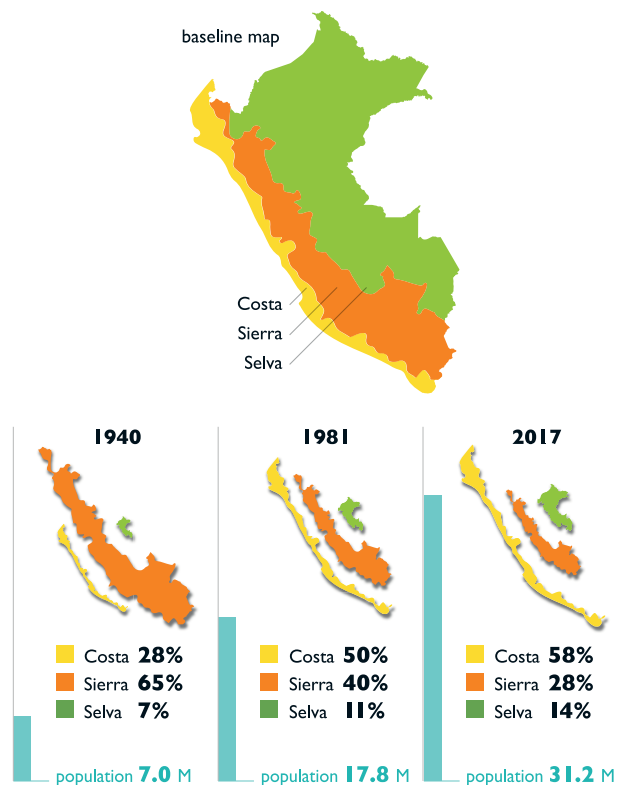 baseline map
Costa
Sierra
Selva
1940
Costa 28%
Sierra 65%
Selva 7%
population 7.0 M
1981
Costa 50%
Sierra 40%
Selva 11%
population 17.8 M
2017
Costa 58%
Sierra 28%
Selva 14%
population 31.2 M